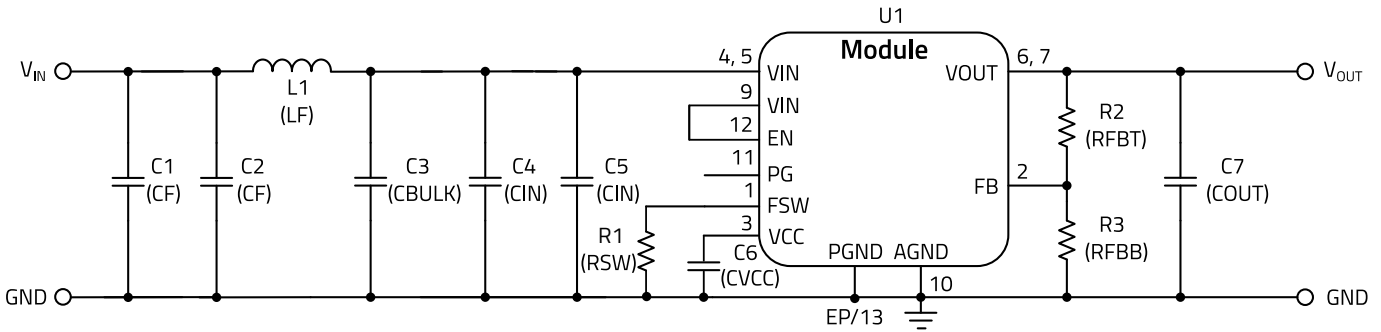 U1
Module
V_IN
L1
(LF)
C1
(CF)
C2
(CF)
C3
(CBULK)
C4
(CIN)
C5
(CIN)
4, 5
VIN
9
VIN
12
EN
11
PG
1
FSW
3
VCC
R1
(RSW)
C6
(CVCC)
PGND
AGND
EP/13
10
6, 7
VOUT
2
FB
R2
(RFBT)
R3
(RFBB)
C7
(COUT)
V_OUT
GND
GND